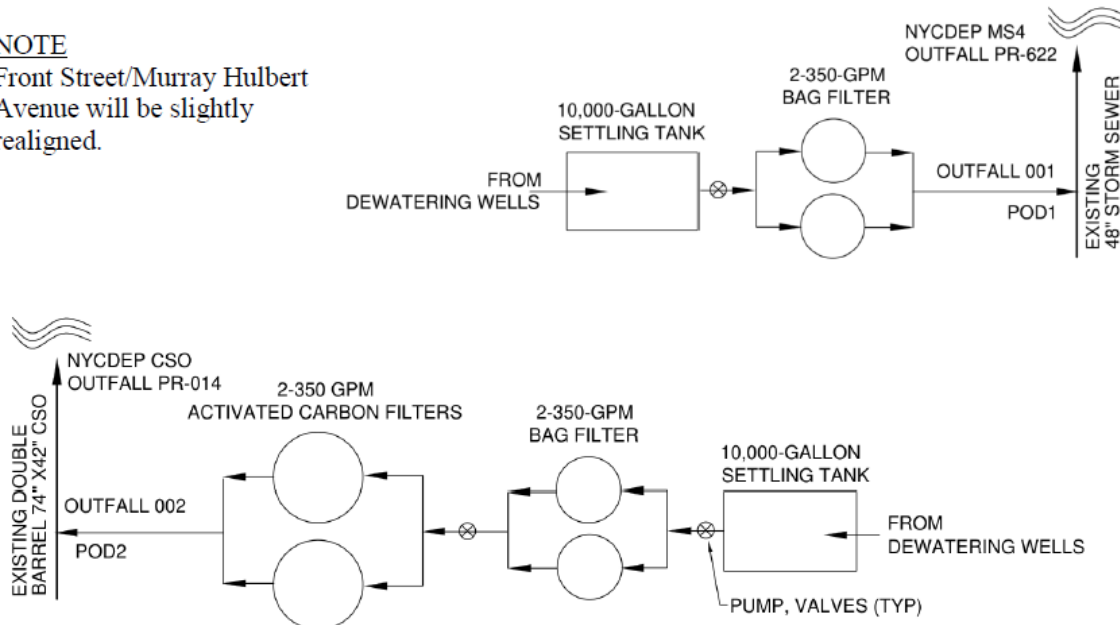 NOTE
Front Street/Murray Hulbert
Avenue will be slightly
realigned.
NYCDEP MS4
OUTFALL PR-622
2-350-GPM
BAG FILTER
10,000-GALLON
SETTLING TANK
FROM
DEWATERING WELLS
OUTFALL 001
POD1
EXISTING
48" STORM SEWER
NYCDEP CSO
OUTFALL PR-014
2-350 GPM
ACTIVATED CARBON FILTERS
2-350-GPM
BAG FILTER
10,000-GALLON
SETTLING TANK
EXISTING DOUBLE
BARREL 74" X42" CSO
OUTFALL 002
POD2
FROM
DEWATERING WELLS
PUMP, VALVES (TYP)